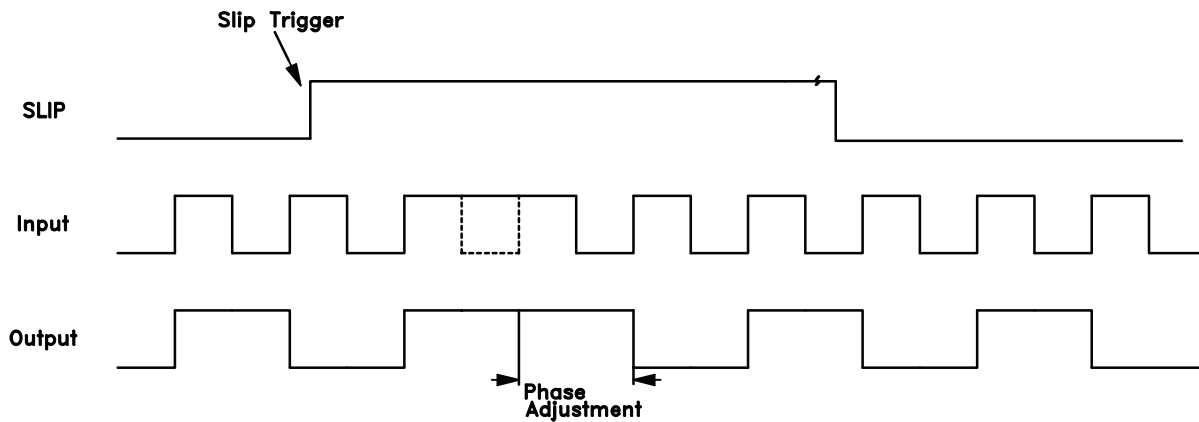 Slip Trigger
SLIP
Input
Output
Phase
Adjustment